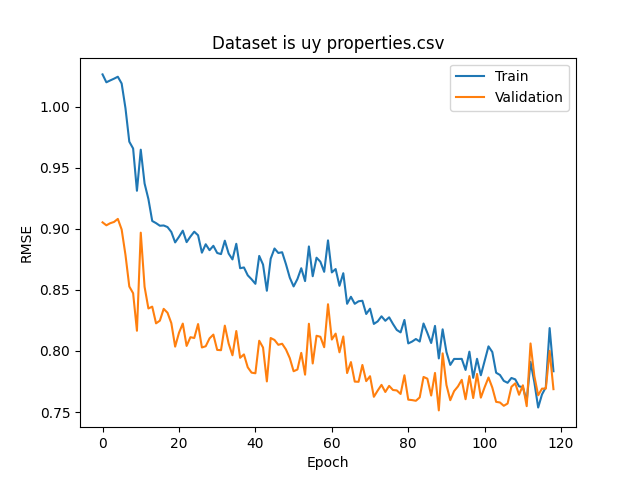 Dataset is uy properties.csv
Train
Validation
1.00
0.95
0.90
0.85
0.80
0.75
RMSE
0 20 40 60 80 100 120
Epoch